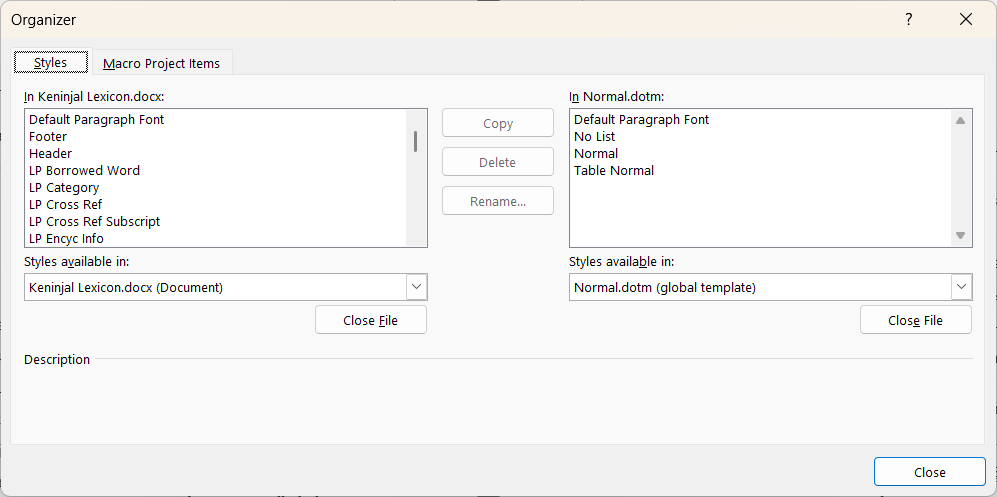 Organizer
?
Styles
Macro Project Items
In Keninjal Lexicon.docx:
Default Paragraph Font
Footer
Header
LP Borrowed Word
LP Category
LP Cross Ref
LP Cross Ref Subscript
LP Encyc Info
Styles available in:
Keninjal Lexicon.docx (Document)
Close File
Copy
Delete
Rename...
In Normal.dotm:
Default Paragraph Font
No List
Normal
Table Normal
Styles available in:
Normal.dotm (global template)
Close File
Description
Close